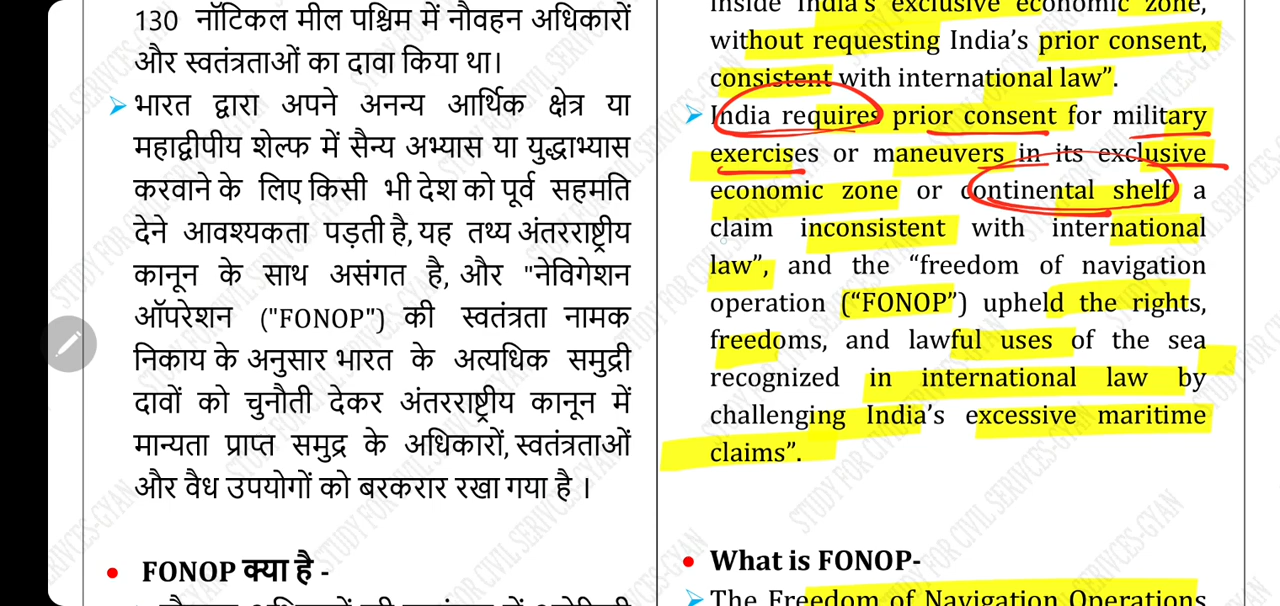 130 नॉटिकल मील पश्चिम में नौवहन अधिकारों
और स्वतंत्रताओं का दावा किया था।
भारत द्वारा अपने अनन्य आर्थिक क्षेत्र या
महाद्वीपीय शेल्फ में सैन्य अभ्यास या युद्धाभ्यास
करवाने के लिए किसी भी देश को पूर्व सहमति
देने आवश्यकता पड़ती है, यह तथ्य अंतरराष्ट्रीय
कानून के साथ असंगत है, और "नेविगेशन
ऑपरेशन ("FONOP") की स्वतंत्रता नामक
निकाय के अनुसार भारत के अत्यधिक समुद्री
दावों को चुनौती देकर अंतरराष्ट्रीय कानून में
मान्यता प्राप्त समुद्र के अधिकारों, स्वतंत्रताओं
और वैध उपयोगों को बरकरार रखा गया है ।
FONOP क्या है -
inside India's exclusive economic zone,
without requesting India's prior consent,
consistent with international law".
India requires prior consent for military
exercises or maneuvers in its exclusive
economic zone or continental shelf a
claim inconsistent with international
law", and the "freedom of navigation
operation ("FONOP") upheld the rights,
freedoms, and lawful uses of the sea
recognized in international law by
challenging India's excessive maritime
claims".
What is FONOP-
The Freedom of Navigation Operations
STUDY FOR CIVIL SERIVCES-GYAN